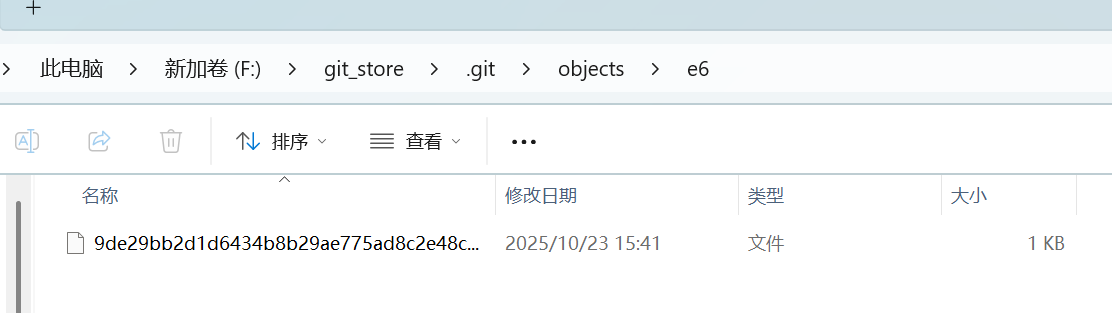 +
此电脑 > 新加卷 (F:) > git_store > .git > objects > e6
排序 查看 •••
名称 修改日期 类型 大小
9de29bb2d1d6434b8b29ae775ad8c2e48c... 2025/10/23 15:41 文件 1 KB